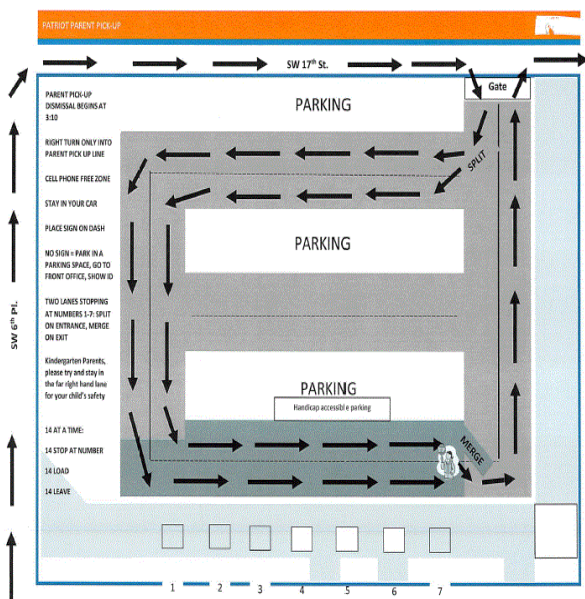 PATRIOT PARENT PICK-UP
SW 17th St.
Gate
PARENT PICK-UP
DISMISSAL BEGINS AT
3:10
RIGHT TURN ONLY INTO
PARENT PICK UP LINE
CELL PHONE FREE ZONE
STAY IN YOUR CAR
PLACE SIGN ON DASH
NO SIGN = PARK IN A
PARKING SPACE, GO TO
FRONT OFFICE, SHOW ID
TWO LANES STOPPING
AT NUMBERS 1-7: SPLIT
ON ENTRANCE, MERGE
ON EXIT
Kindergarten Parents,
please try and stay in
the far right hand lane
for your child's safety
14 AT A TIME:
14 STOP AT NUMBER
14 LOAD
14 LEAVE
SW 6th Pl.
PARKING
SPLIT
PARKING
PARKING
Handicap accessible parking
MERGE
1 2 3 4 5 6 7